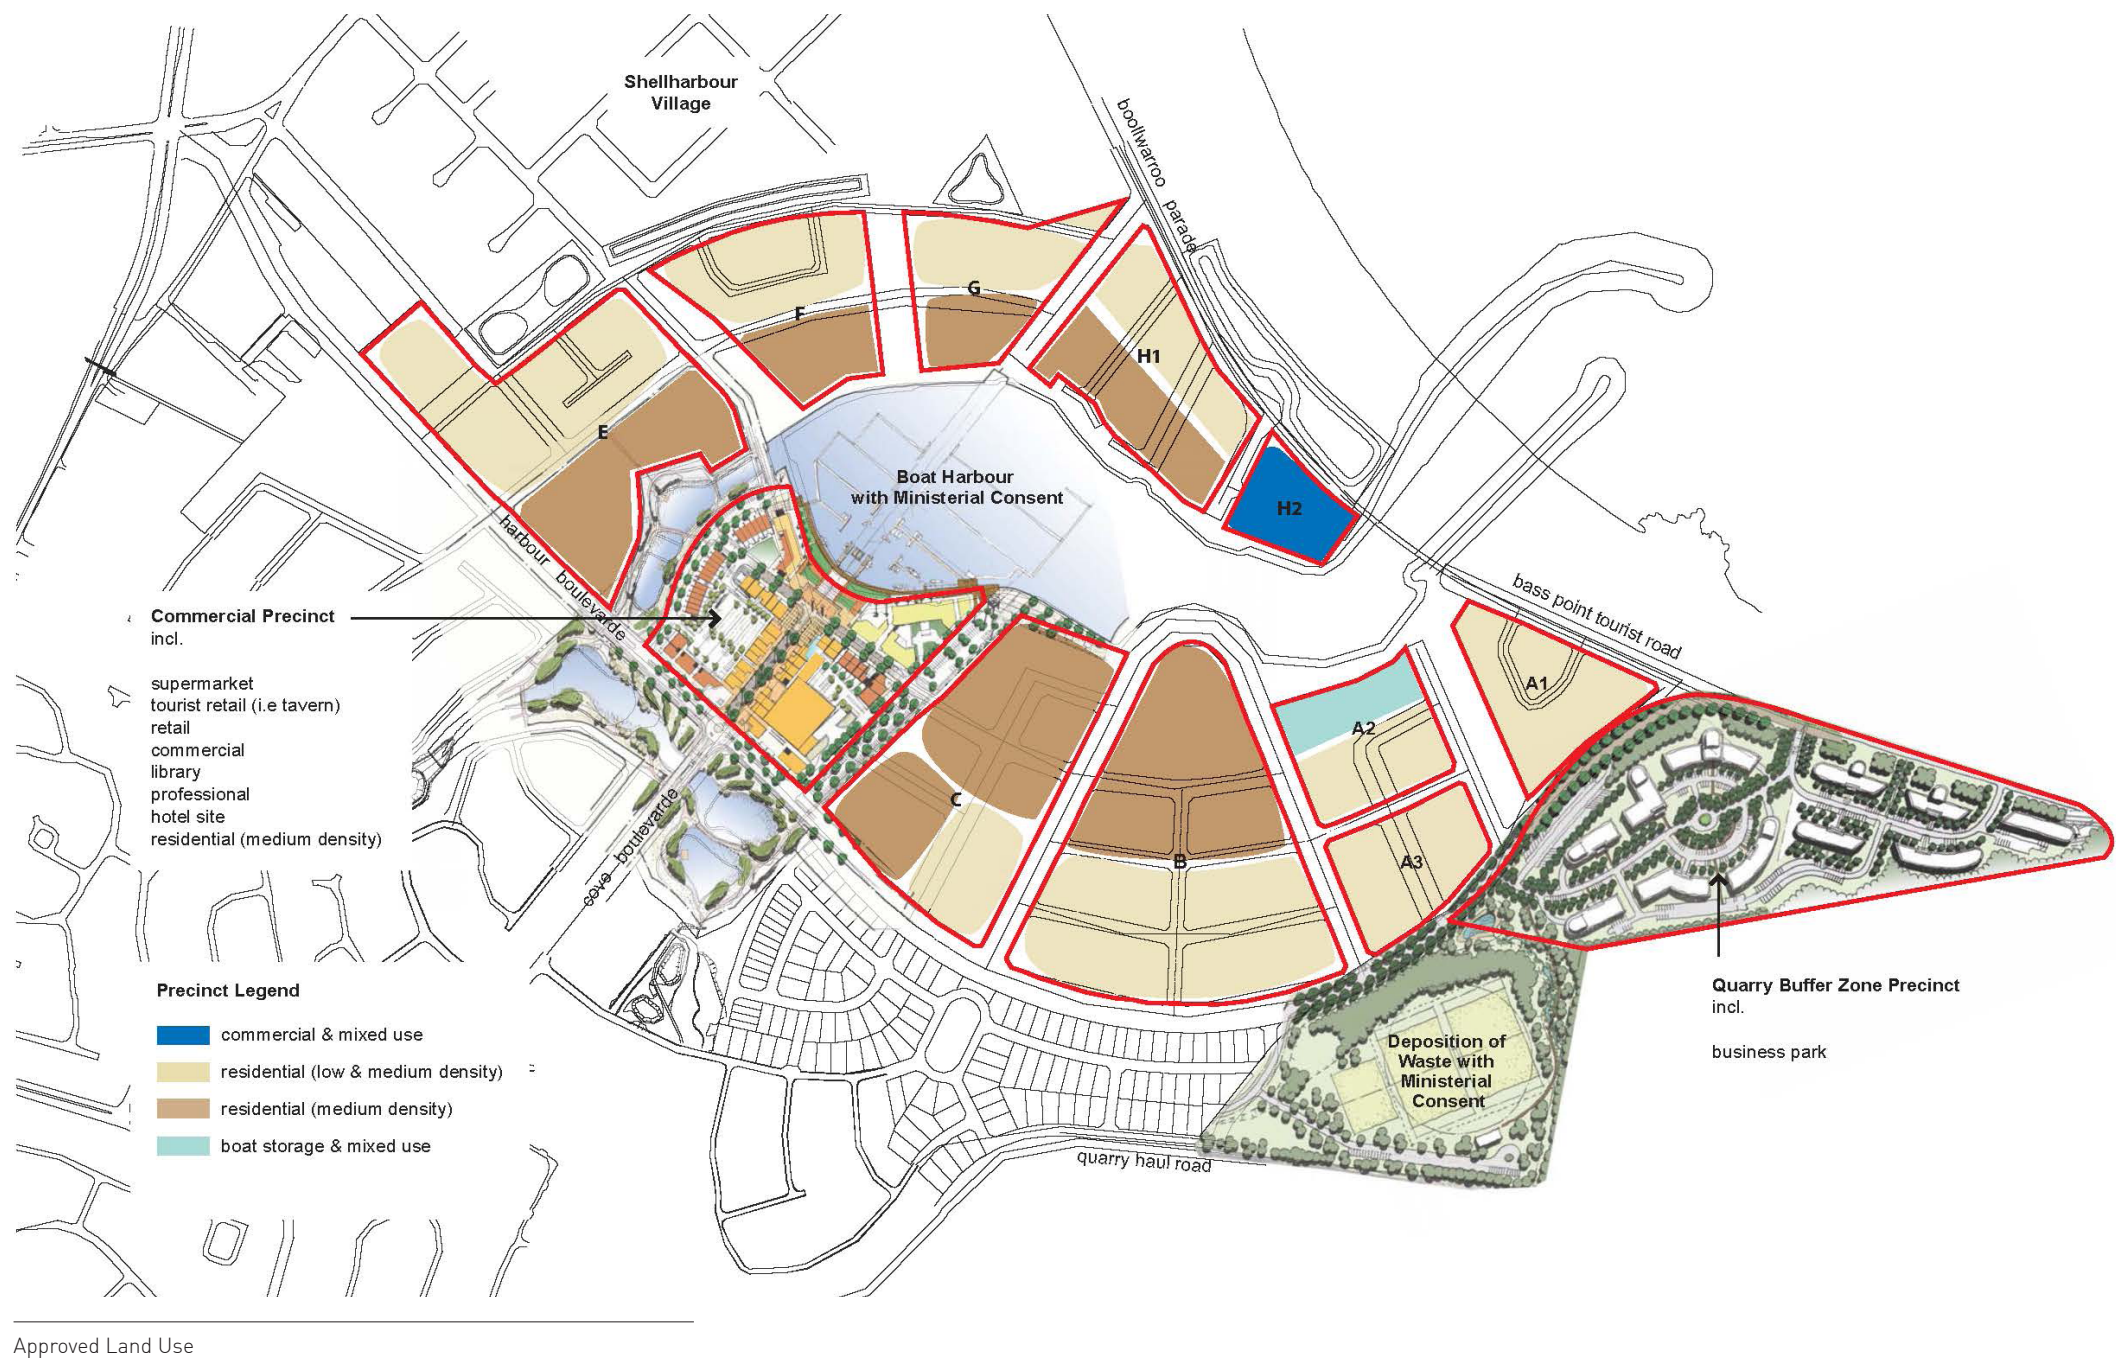 Shellharbour
Village
boollwarroo parade
G
F
H1
E
Boat Harbour
with Ministerial Consent
H2
harbour boulevarde
bass point tourist road
Commercial Precinct
incl.
supermarket
tourist retail (i.e tavern)
retail
commercial
library
professional
hotel site
residential (medium density)
A1
A2
C
cove boulevarde
B
A3
Quarry Buffer Zone Precinct
incl.
business park
Precinct Legend
commercial & mixed use
residential (low & medium density)
residential (medium density)
boat storage & mixed use
Deposition of
Waste with
Ministerial
Consent
quarry haul road
Approved Land Use